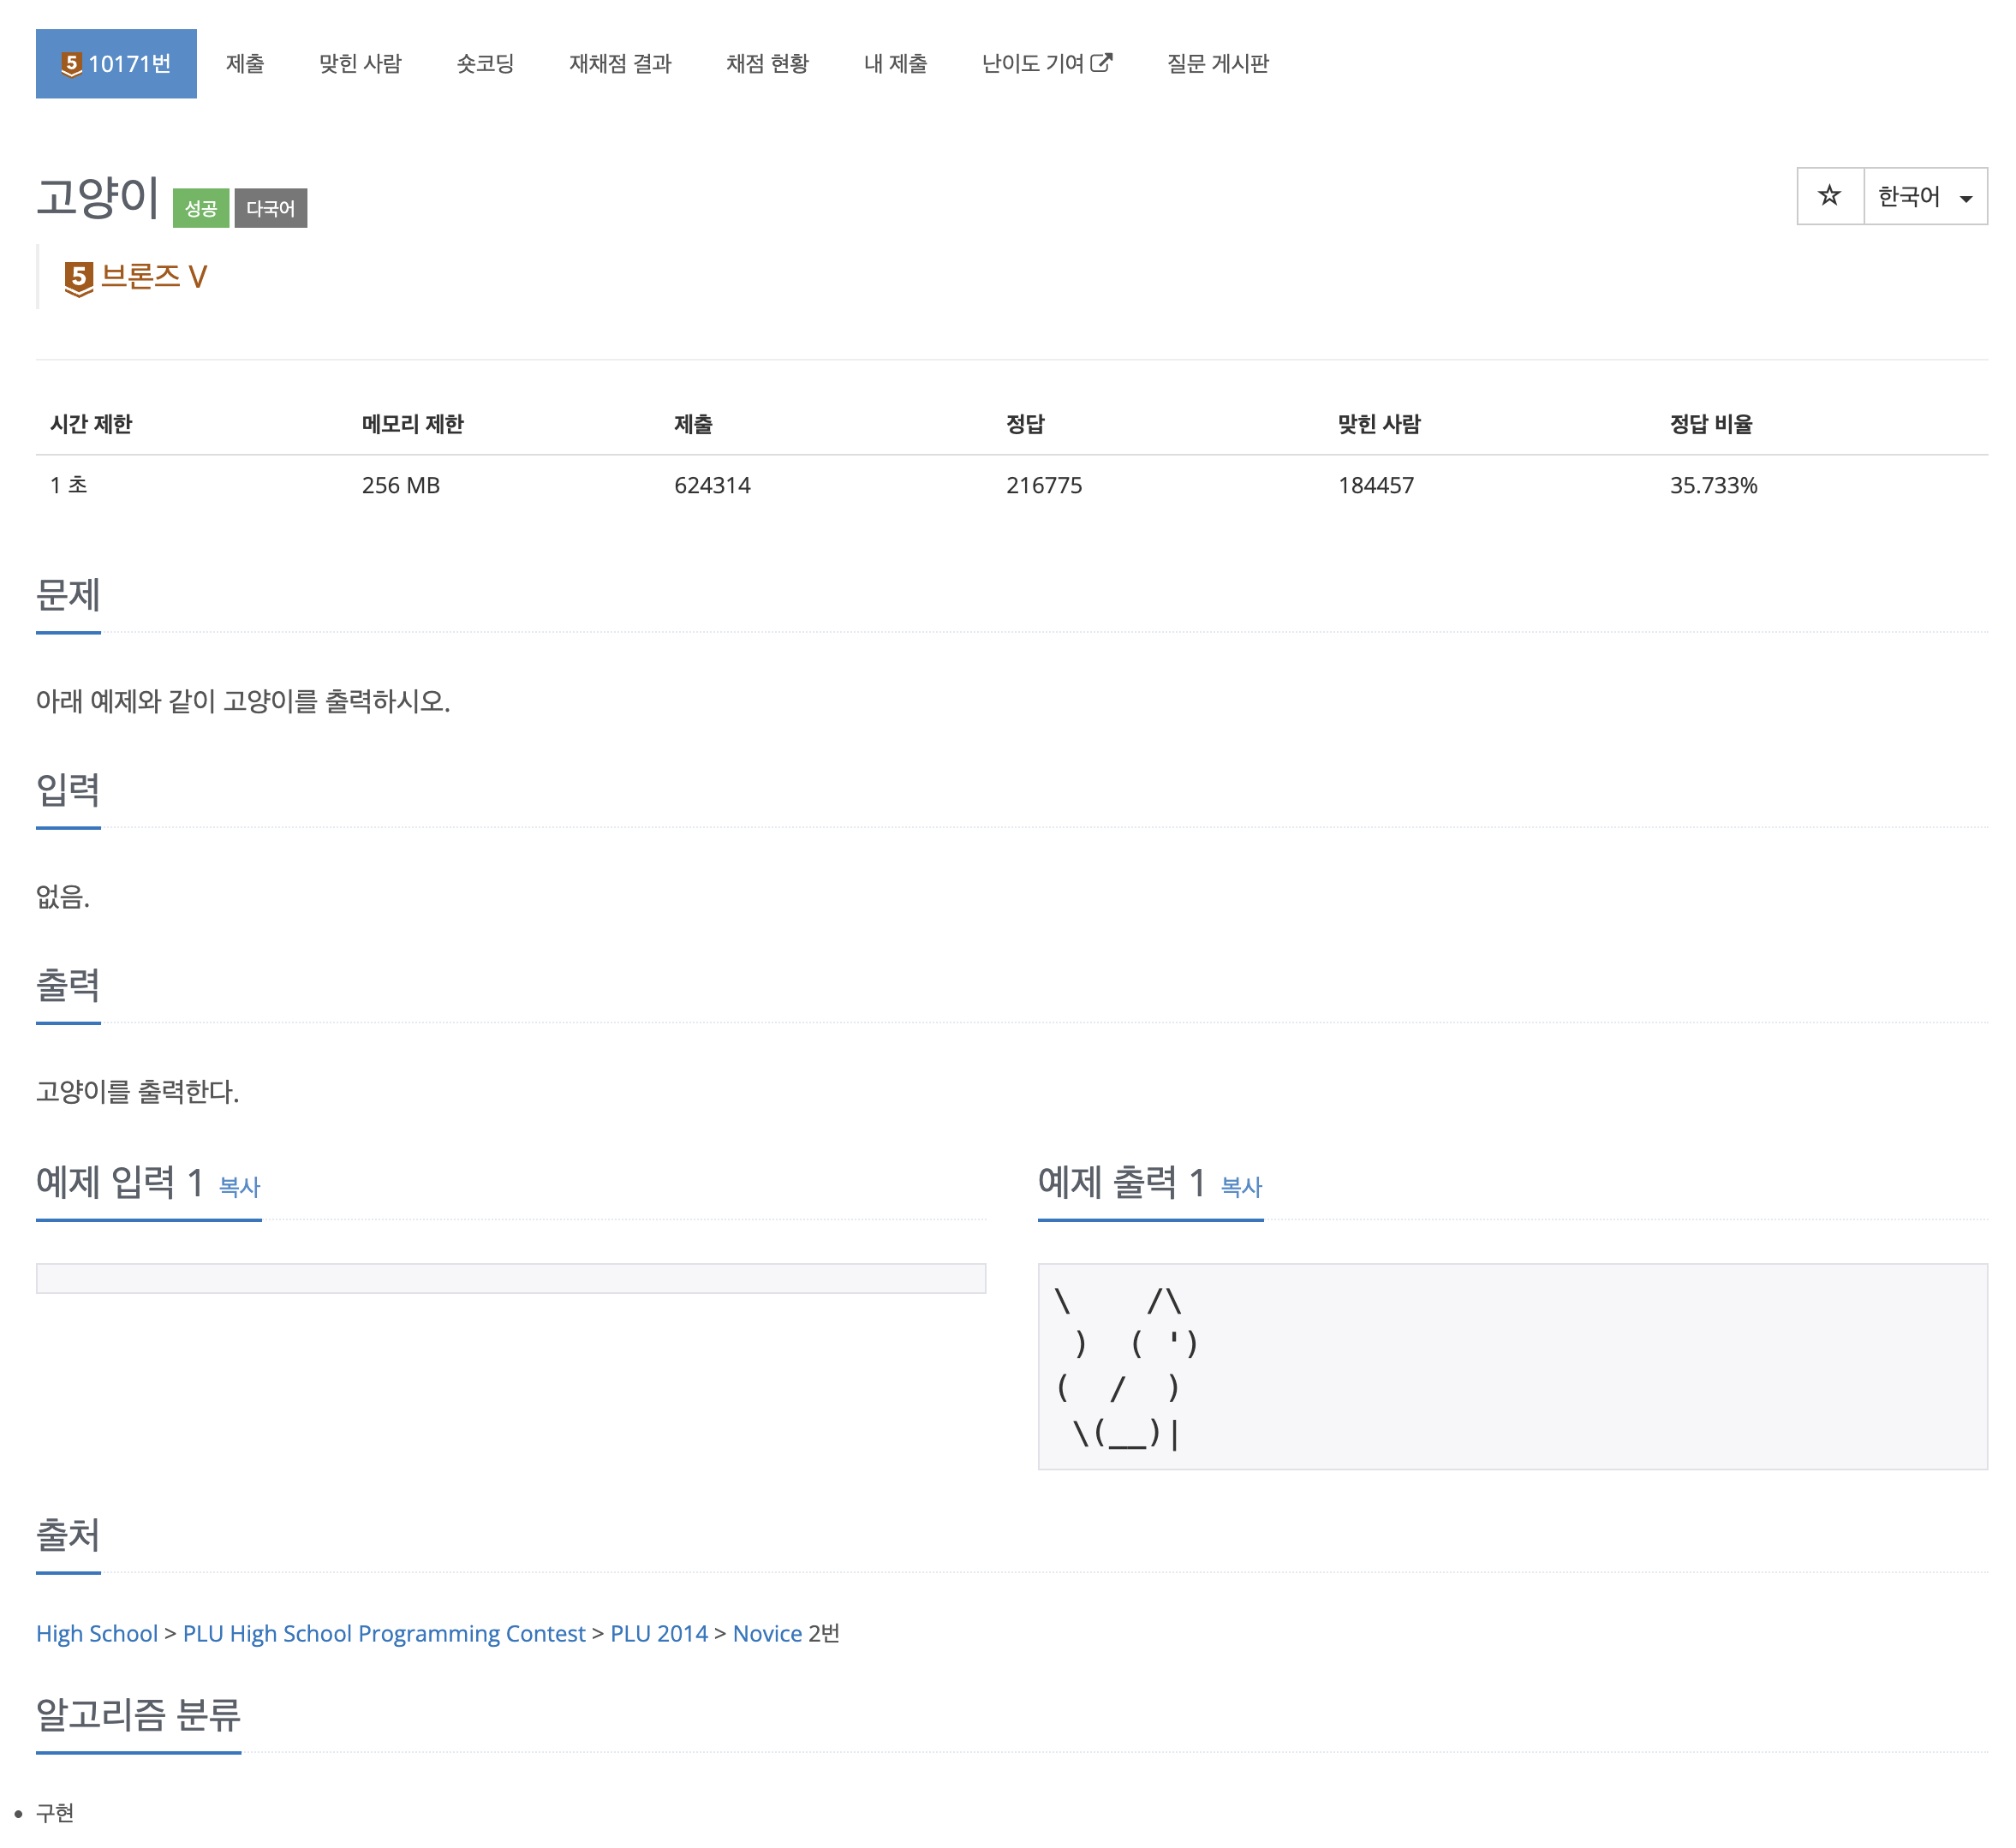 5 10171번 제출 맞힌 사람 숏코딩 재채점 결과 채점 현황 내 제출 난이도 기여 질문 게시판
고양이 성공 다국어 ☆ 한국어
5 브론즈 V
시간 제한 메모리 제한 제출 정답 맞힌 사람 정답 비율
1 초 256 MB 624314 216775 184457 35.733%
문제
아래 예제와 같이 고양이를 출력하시오.
입력
없음.
출력
고양이를 출력한다.
예제 입력 1 복사
예제 출력 1 복사
\    /\
 )  ( ')
(  /  )
 \(__)|
출처
High School > PLU High School Programming Contest > PLU 2014 > Novice 2번
알고리즘 분류
• 구현